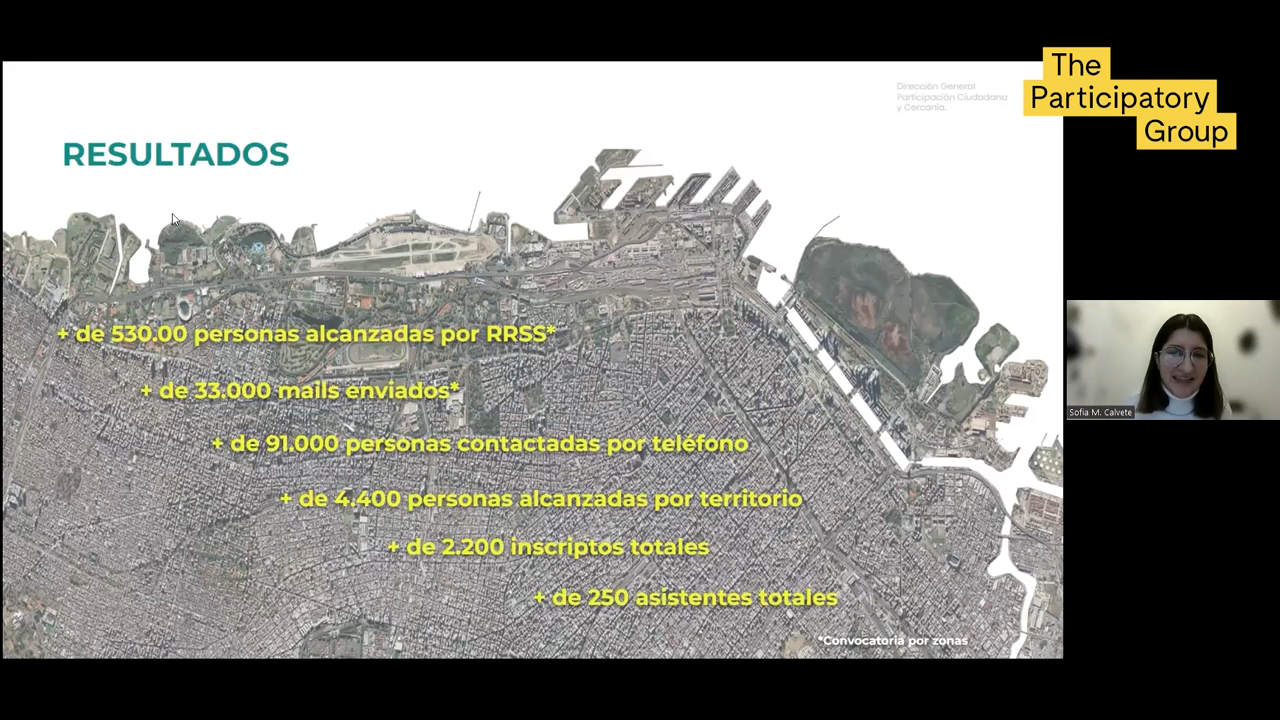 The
Participatory
Group
Dirección General
Participación Ciudadana
y Cercanía.
RESULTADOS
+ de 530.00 personas alcanzadas por RRSS*
+ de 33.000 mails enviados*
+ de 91.000 personas contactadas por teléfono
+ de 4.400 personas alcanzadas por territorio
+ de 2.200 inscriptos totales
+ de 250 asistentes totales
*Convocatoria por zonas
Sofia M. Calvete